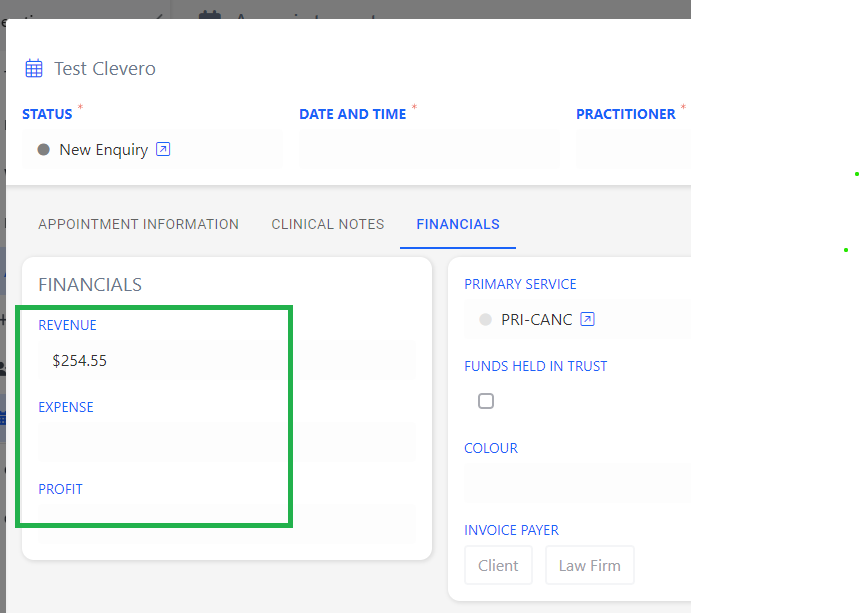 Test Clevero
STATUS *
DATE AND TIME *
PRACTITIONER *
New Enquiry
APPOINTMENT INFORMATION
CLINICAL NOTES
FINANCIALS
FINANCIALS
REVENUE
$254.55
EXPENSE
PROFIT
PRIMARY SERVICE
PRI-CANC
FUNDS HELD IN TRUST
COLOUR
INVOICE PAYER
Client
Law Firm